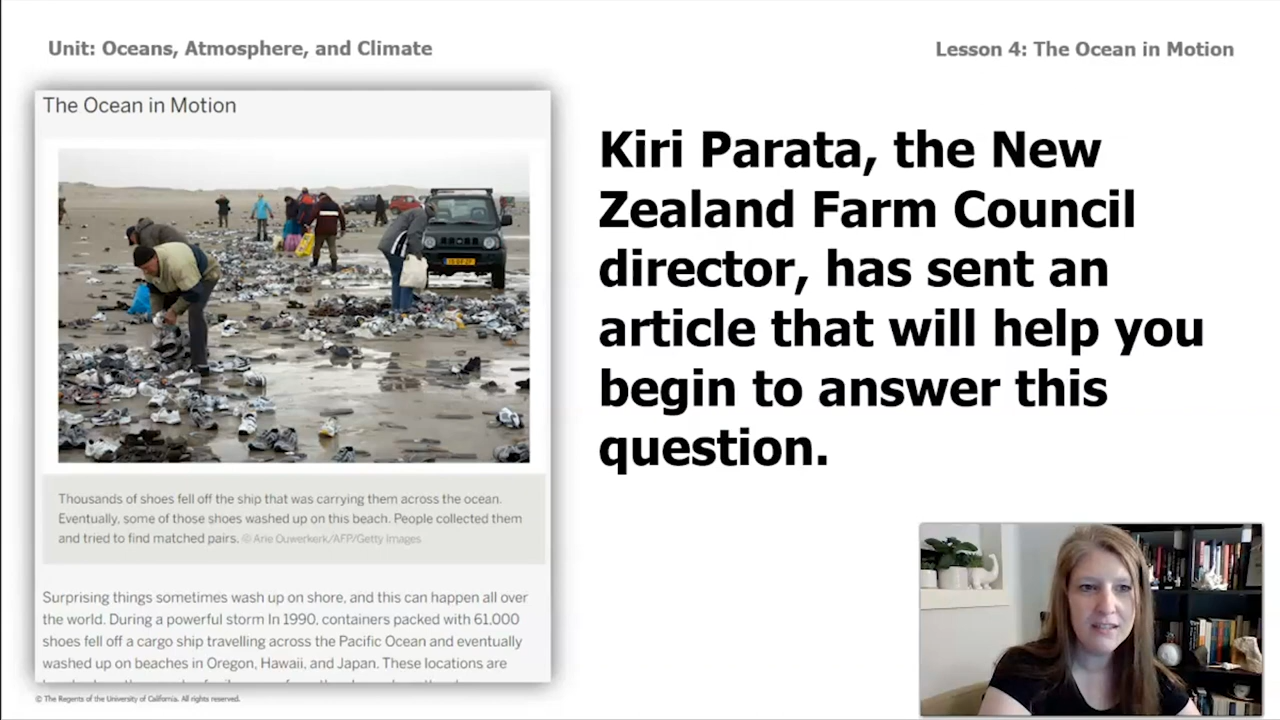 Unit: Oceans, Atmosphere, and Climate
Lesson 4: The Ocean in Motion
The Ocean in Motion
Thousands of shoes fell off the ship that was carrying them across the ocean.
Eventually, some of those shoes washed up on this beach. People collected them
and tried to find matched pairs. © Arie Ouwerkerk/AFP/Getty Images
Surprising things sometimes wash up on shore, and this can happen all over
the world. During a powerful storm In 1990, containers packed with 61,000
shoes fell off a cargo ship travelling across the Pacific Ocean and eventually
washed up on beaches in Oregon, Hawaii, and Japan. These locations are
Kiri Parata, the New
Zealand Farm Council
director, has sent an
article that will help you
begin to answer this
question.
© The Regents of the University of California. All rights reserved.